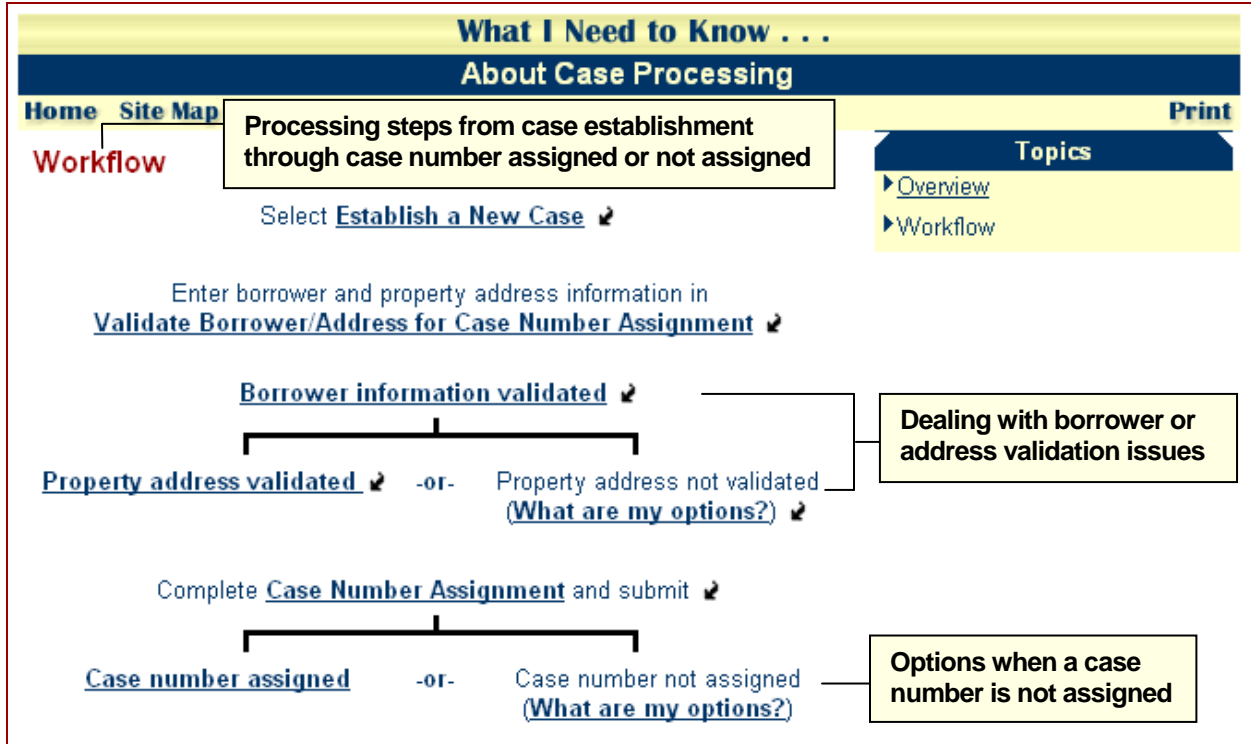 What I Need to Know . . .
About Case Processing
Home Site Map
Print
Processing steps from case establishment
through case number assigned or not assigned
Workflow
Topics
Overview
Workflow
Select Establish a New Case
Enter borrower and property address information in
Validate Borrower/Address for Case Number Assignment
Borrower information validated
Dealing with borrower or
address validation issues
Property address validated -or- Property address not validated
(What are my options?)
Complete Case Number Assignment and submit
Case number assigned -or- Case number not assigned
(What are my options?)
Options when a case
number is not assigned